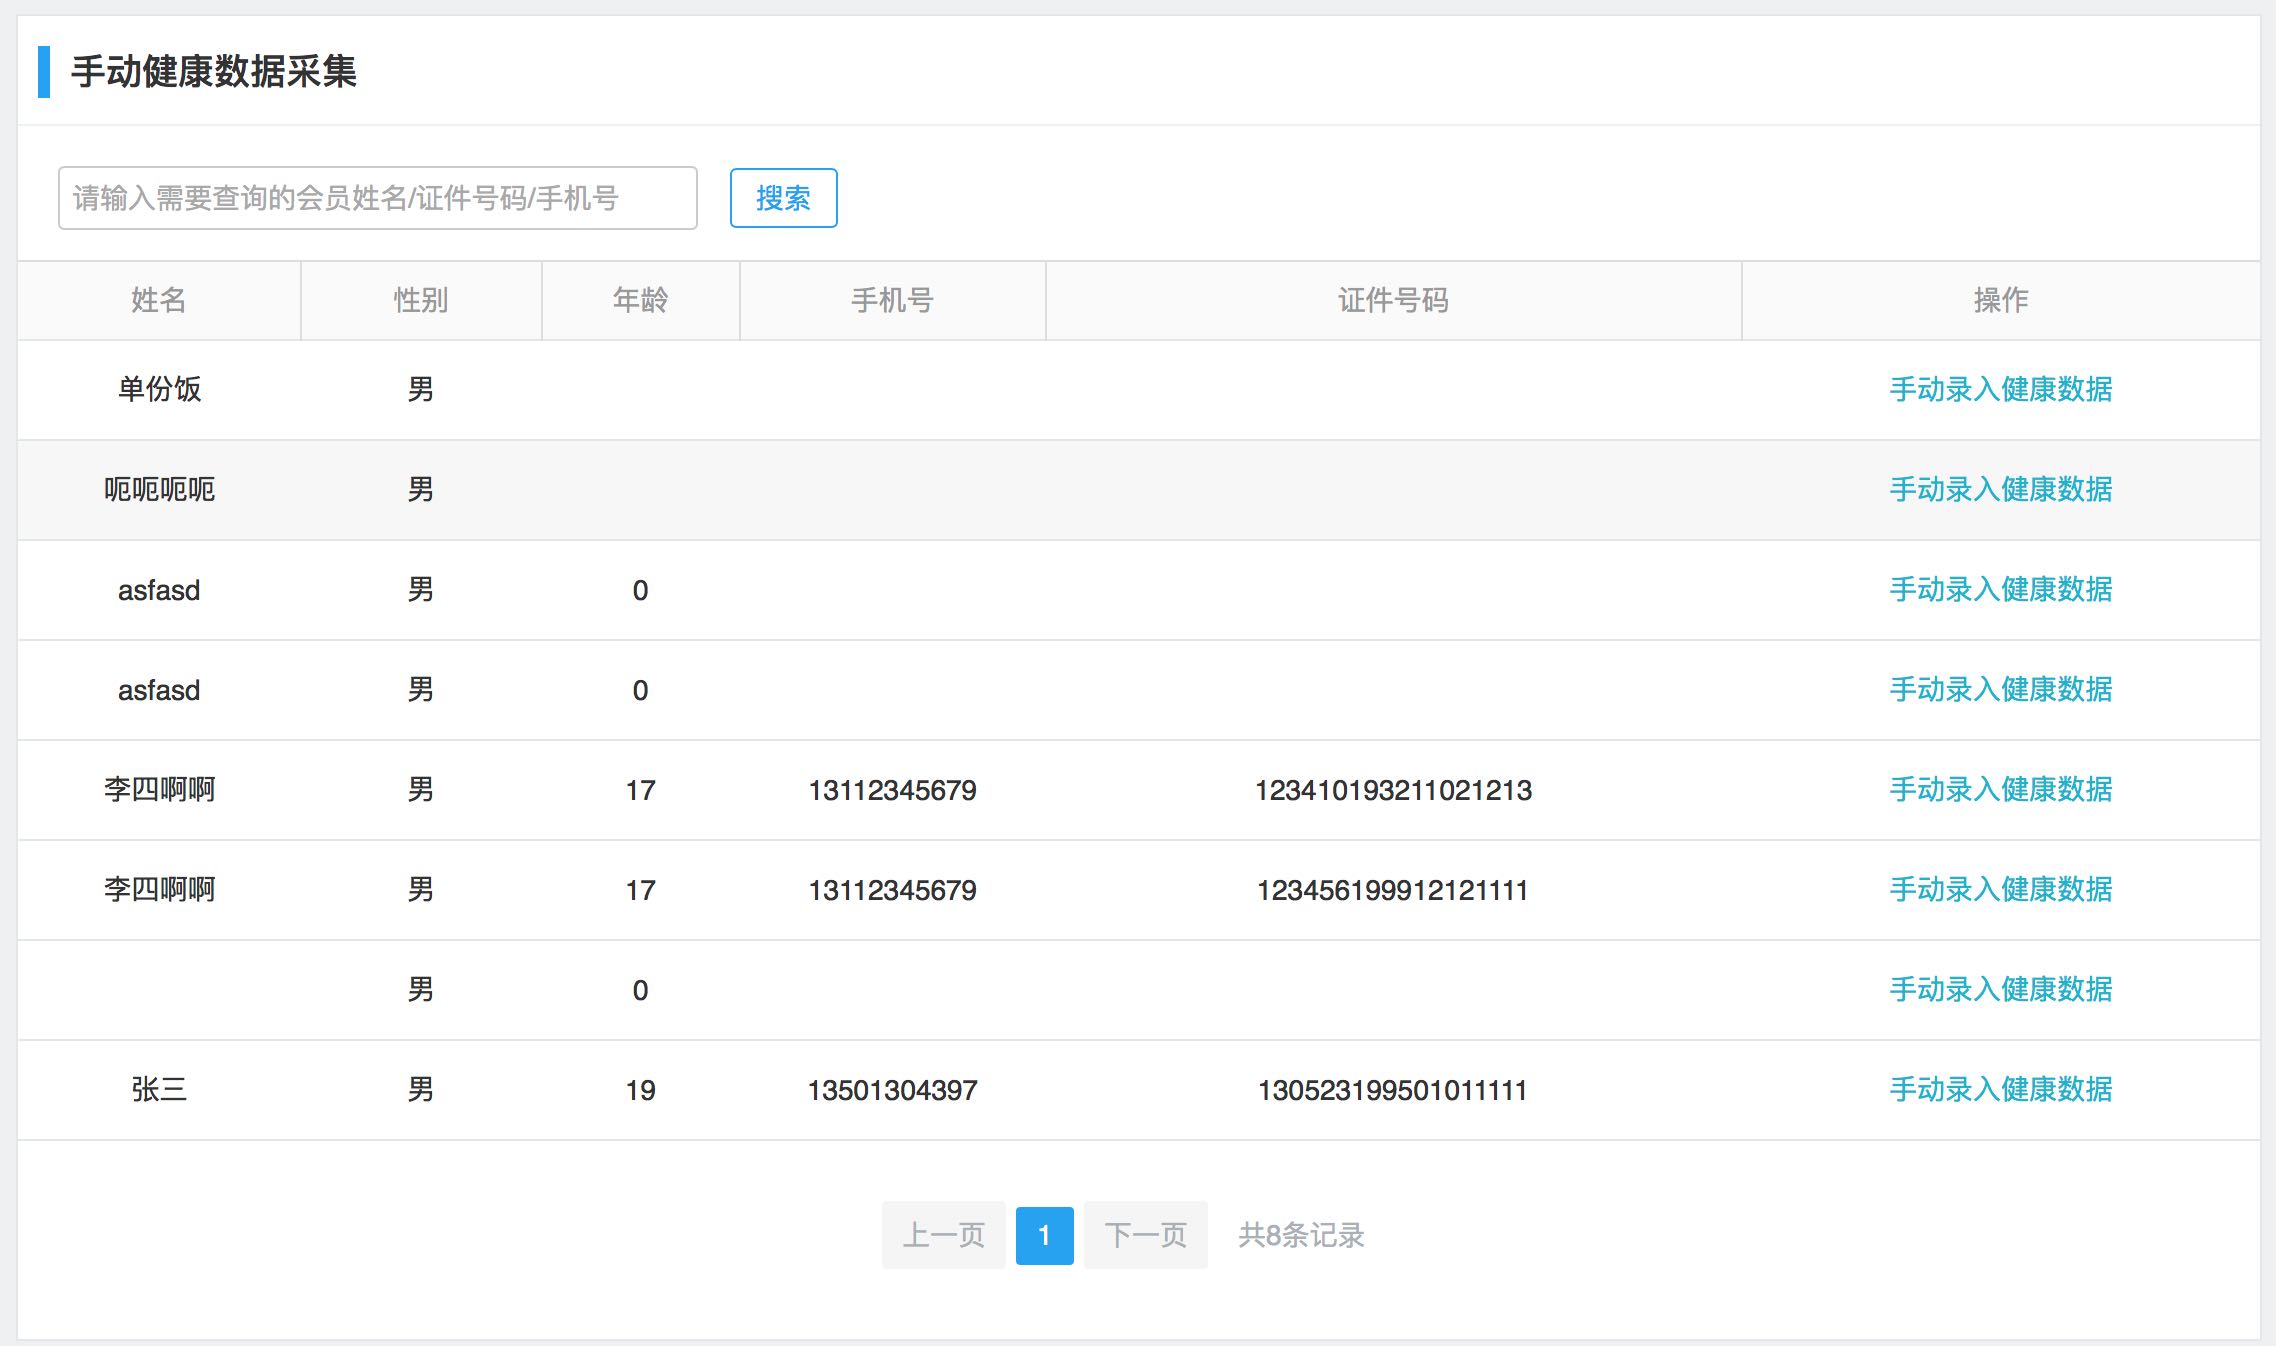 手动健康数据采集
请输入需要查询的会员姓名/证件号码/手机号 搜索
姓名 性别 年龄 手机号 证件号码 操作
单份饭 男 手动录入健康数据
呃呃呃呃 男 手动录入健康数据
asfasd 男 0 手动录入健康数据
asfasd 男 0 手动录入健康数据
李四啊啊 男 17 13112345679 123410193211021213 手动录入健康数据
李四啊啊 男 17 13112345679 123456199912121111 手动录入健康数据
男 0 手动录入健康数据
张三 男 19 13501304397 130523199501011111 手动录入健康数据
上一页 1 下一页 共8条记录